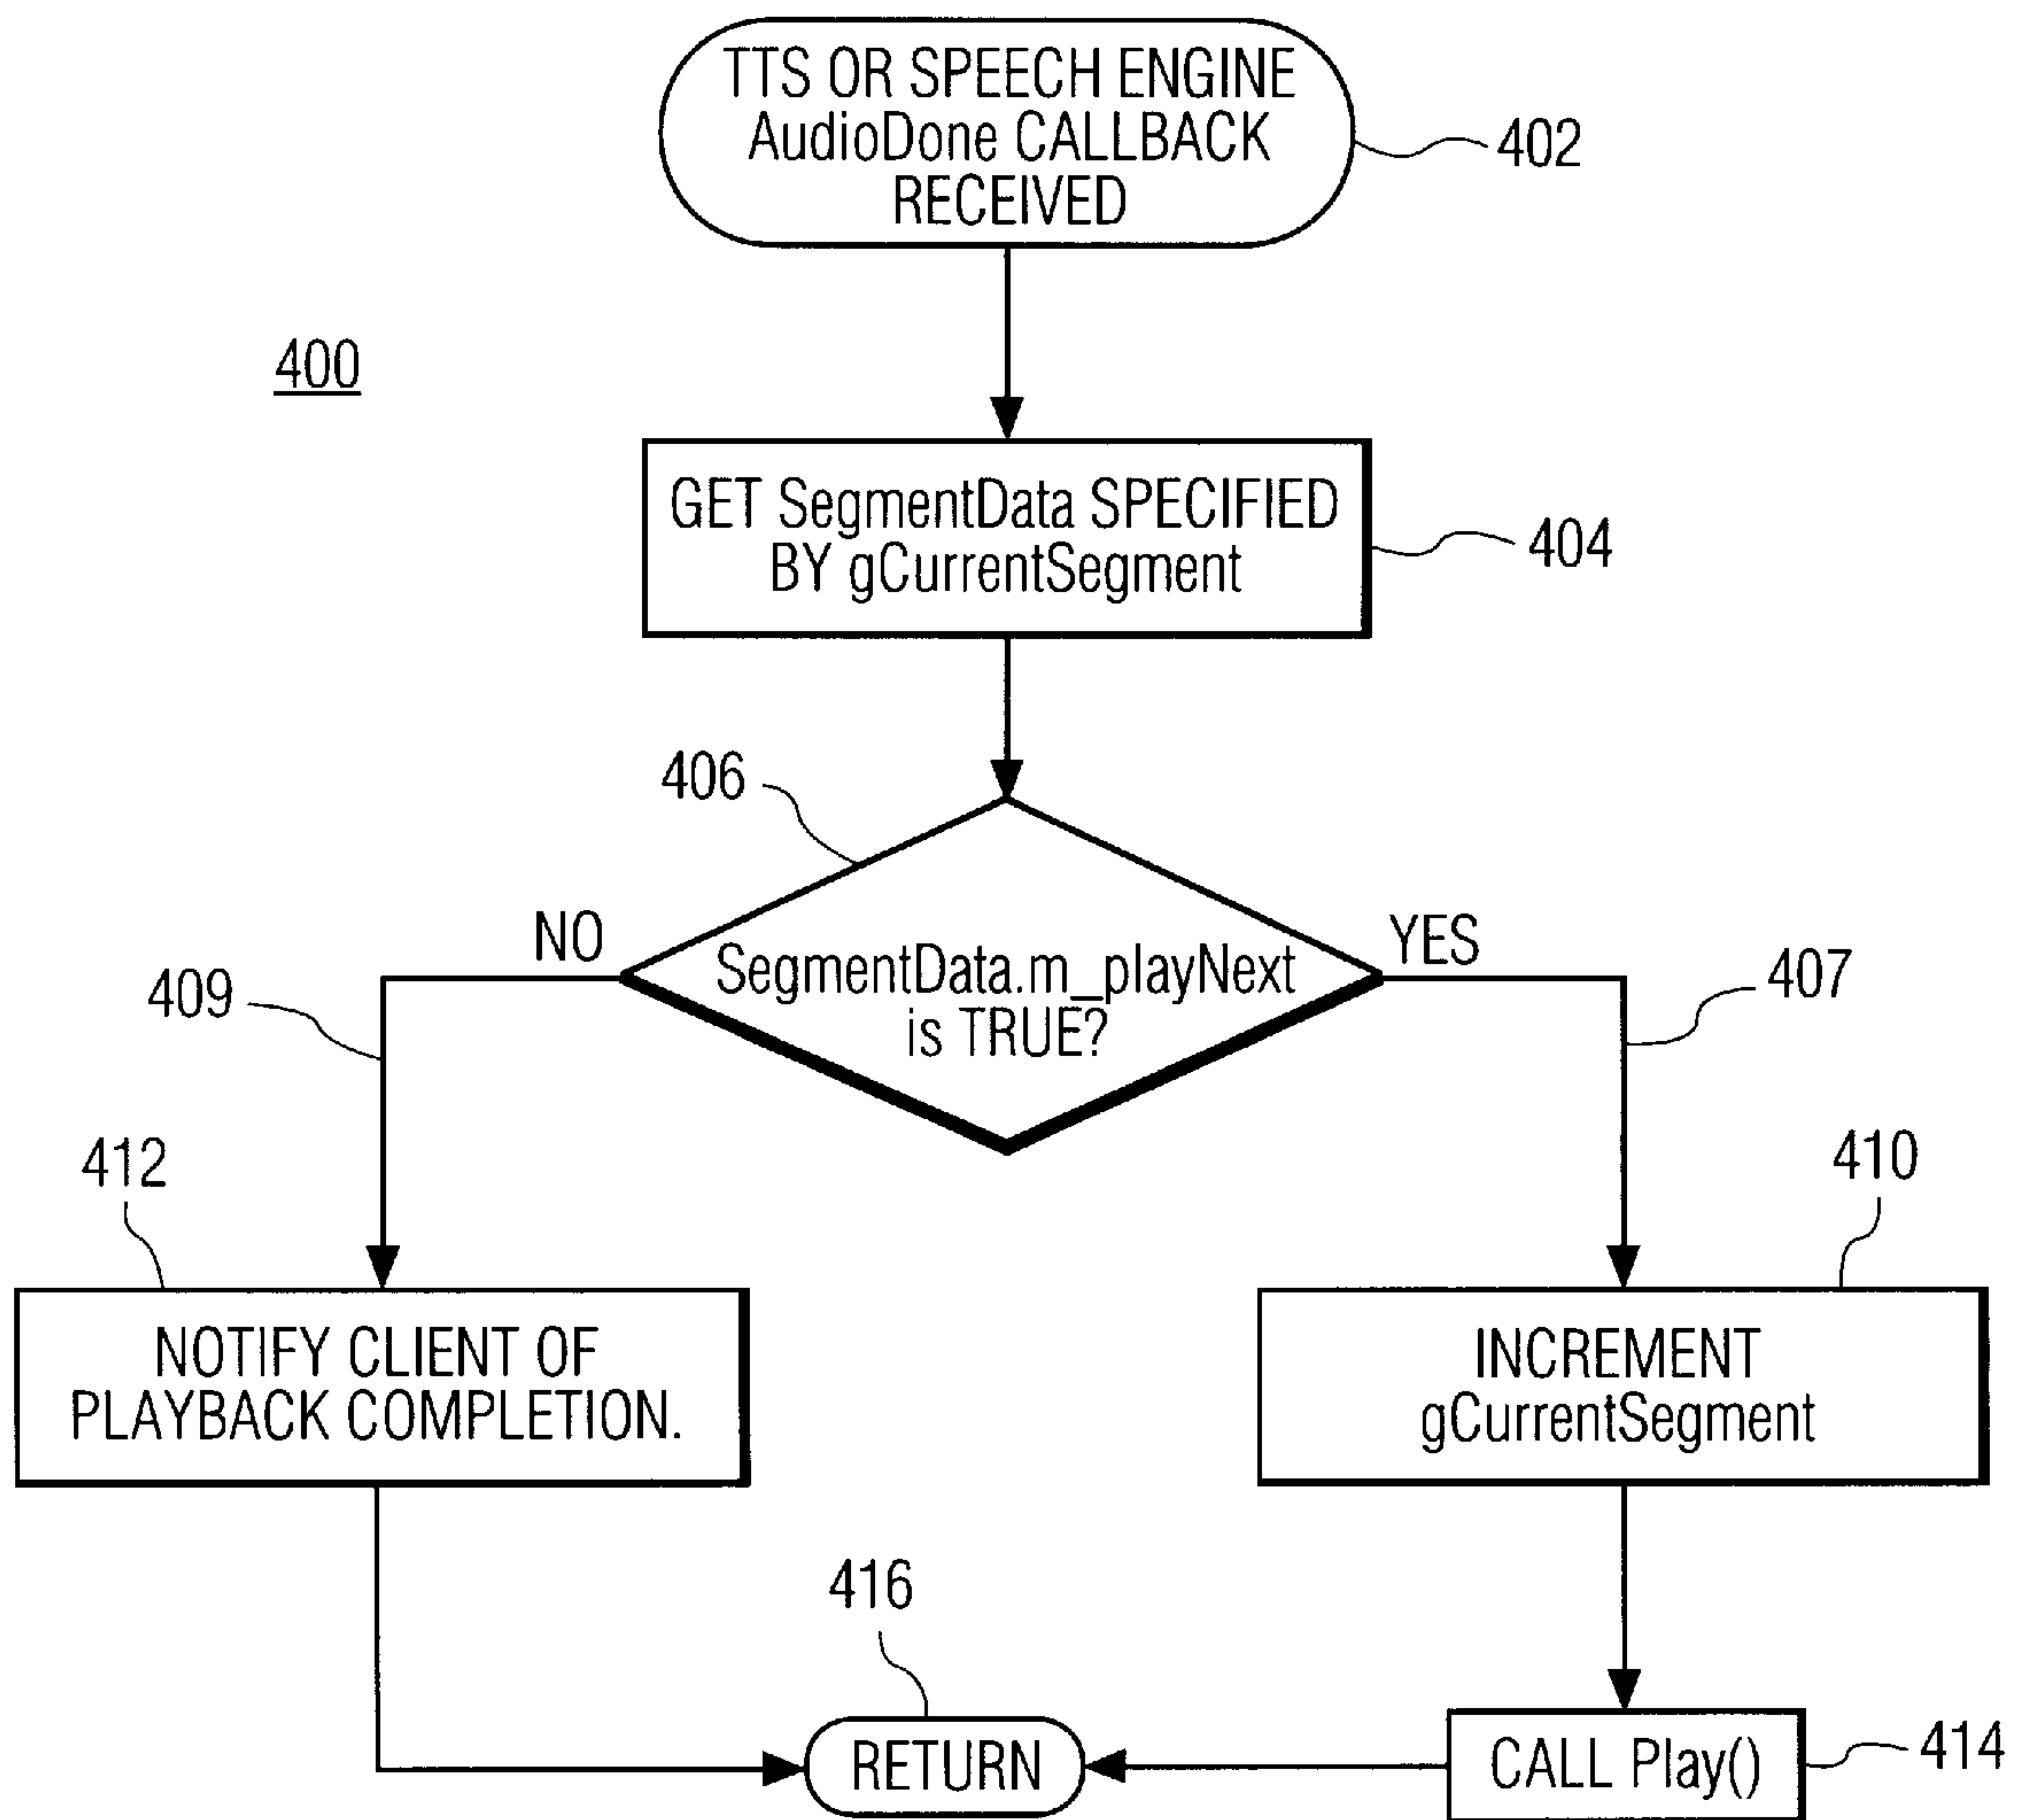 TTS OR SPEECH ENGINE
AudioDone CALLBACK
RECEIVED
402
400
GET SegmentData SPECIFIED
BY gCurrentSegment
404
406
NO
YES
SegmentData.m_playNext
is TRUE?
409
407
412
410
NOTIFY CLIENT OF
PLAYBACK COMPLETION.
INCREMENT
gCurrentSegment
416
RETURN
CALL Play()
414